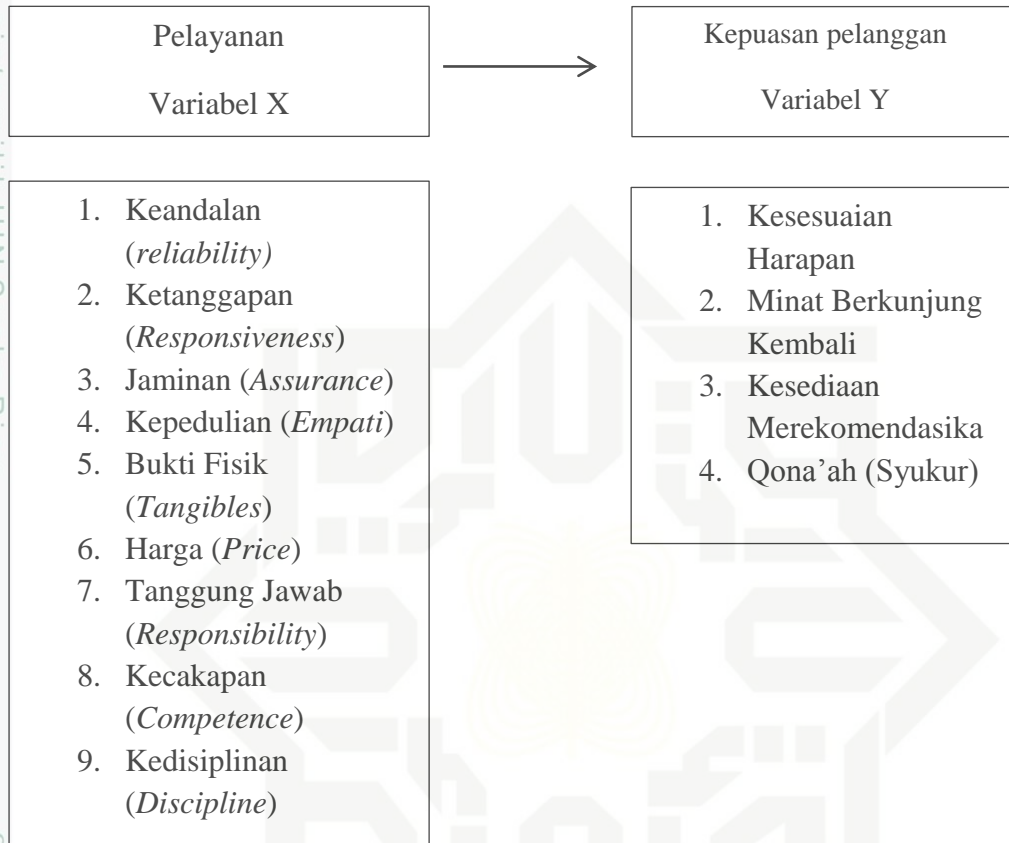 Pelayanan
Variabel X
Kepuasan pelanggan
Variabel Y
1. Keandalan
(reliability)
2. Ketanggapan
(Responsiveness)
3. Jaminan (Assurance)
4. Kepedulian (Empati)
5. Bukti Fisik
(Tangibles)
6. Harga (Price)
7. Tanggung Jawab
(Responsibility)
8. Kecakapan
(Competence)
9. Kedisiplinan
(Discipline)
1. Kesesuaian
Harapan
2. Minat Berkunjung
Kembali
3. Kesediaan
Merekomendasika
4. Qona’ah (Syukur)